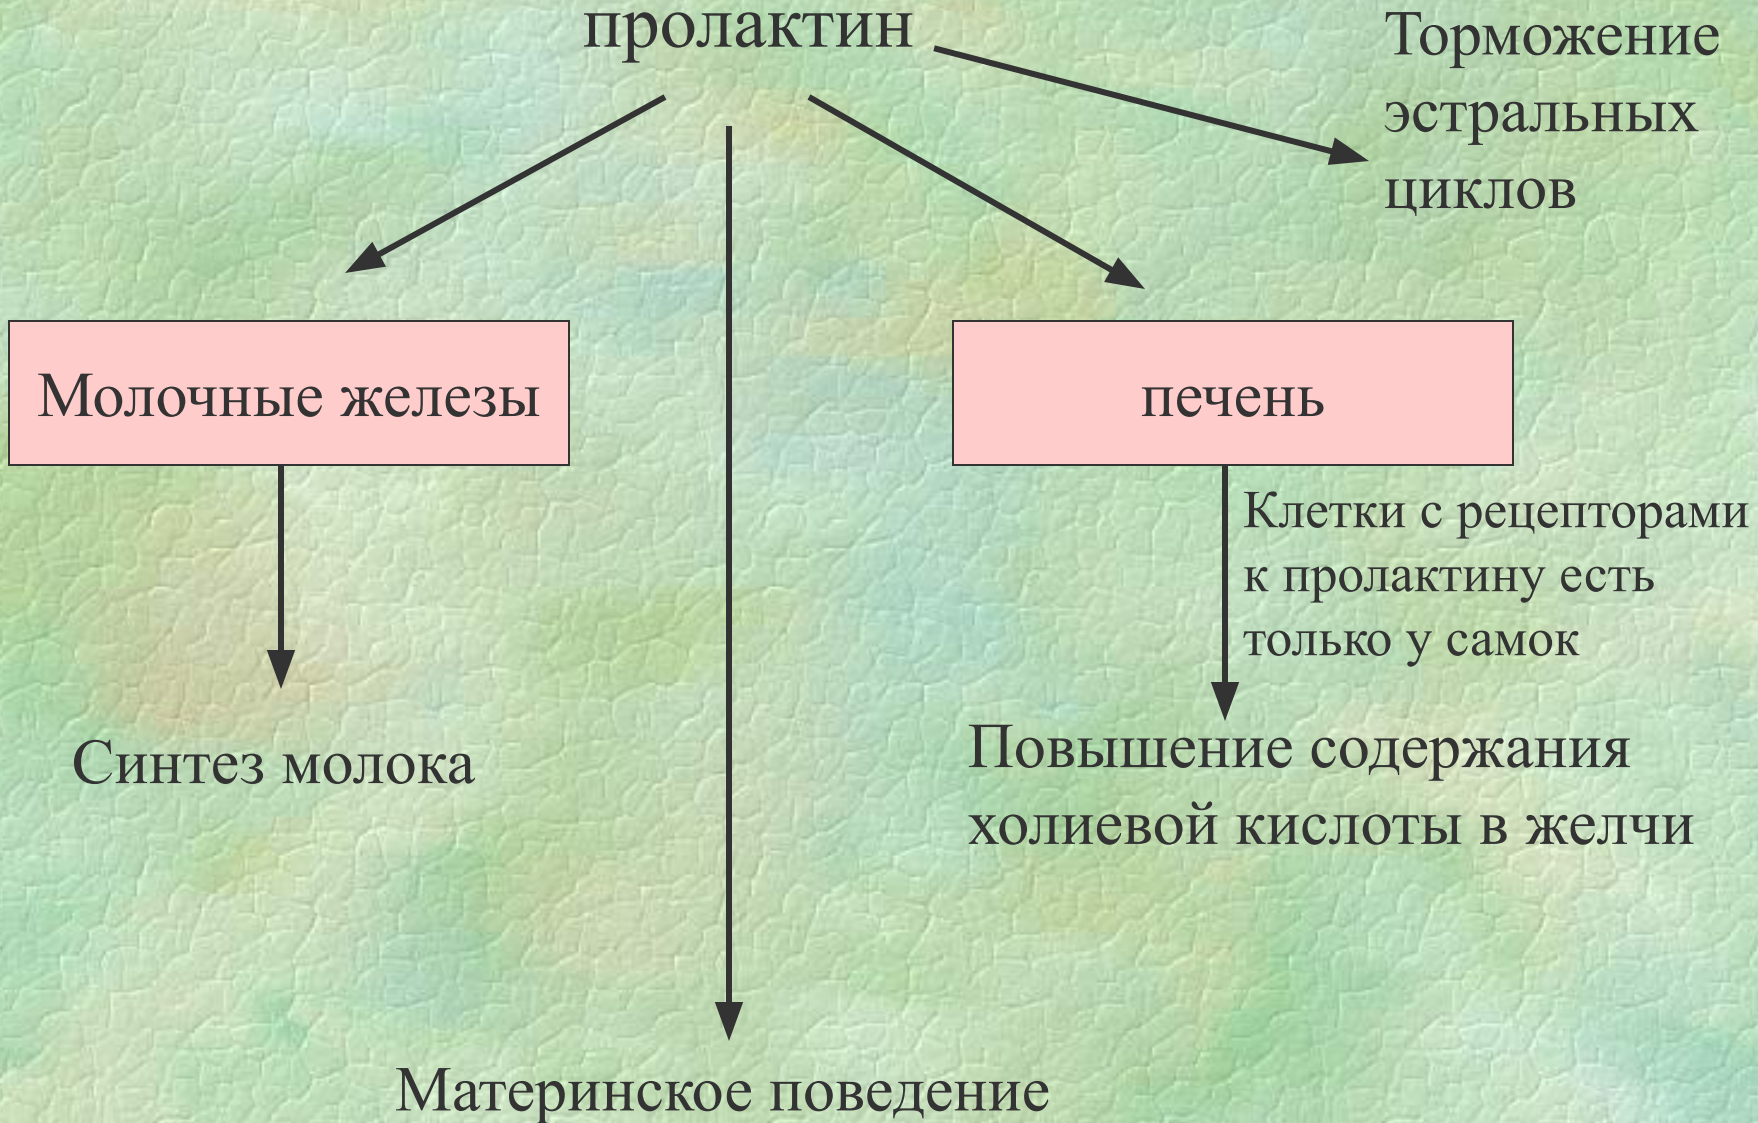 пролактин
Торможение
эстральных
циклов
Молочные железы
печень
Клетки с рецепторами
к пролактину есть
только у самок
Синтез молока
Повышение содержания
холиевой кислоты в желчи
Материнское поведение